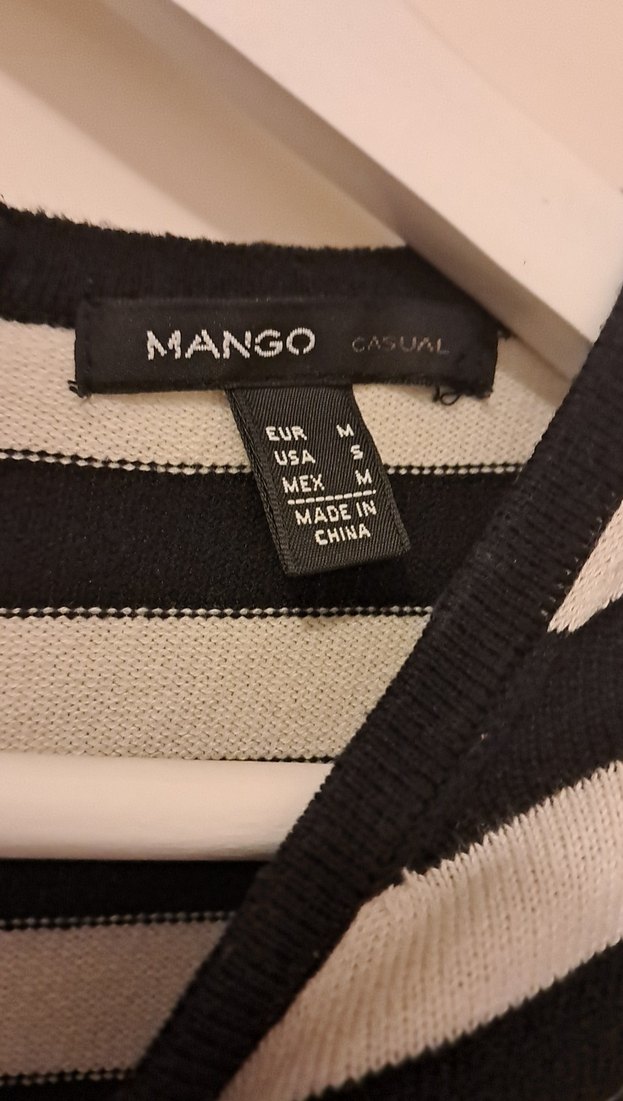 MANGO CASUAL
EUR M
USA S
MEX M
MADE IN
CHINA